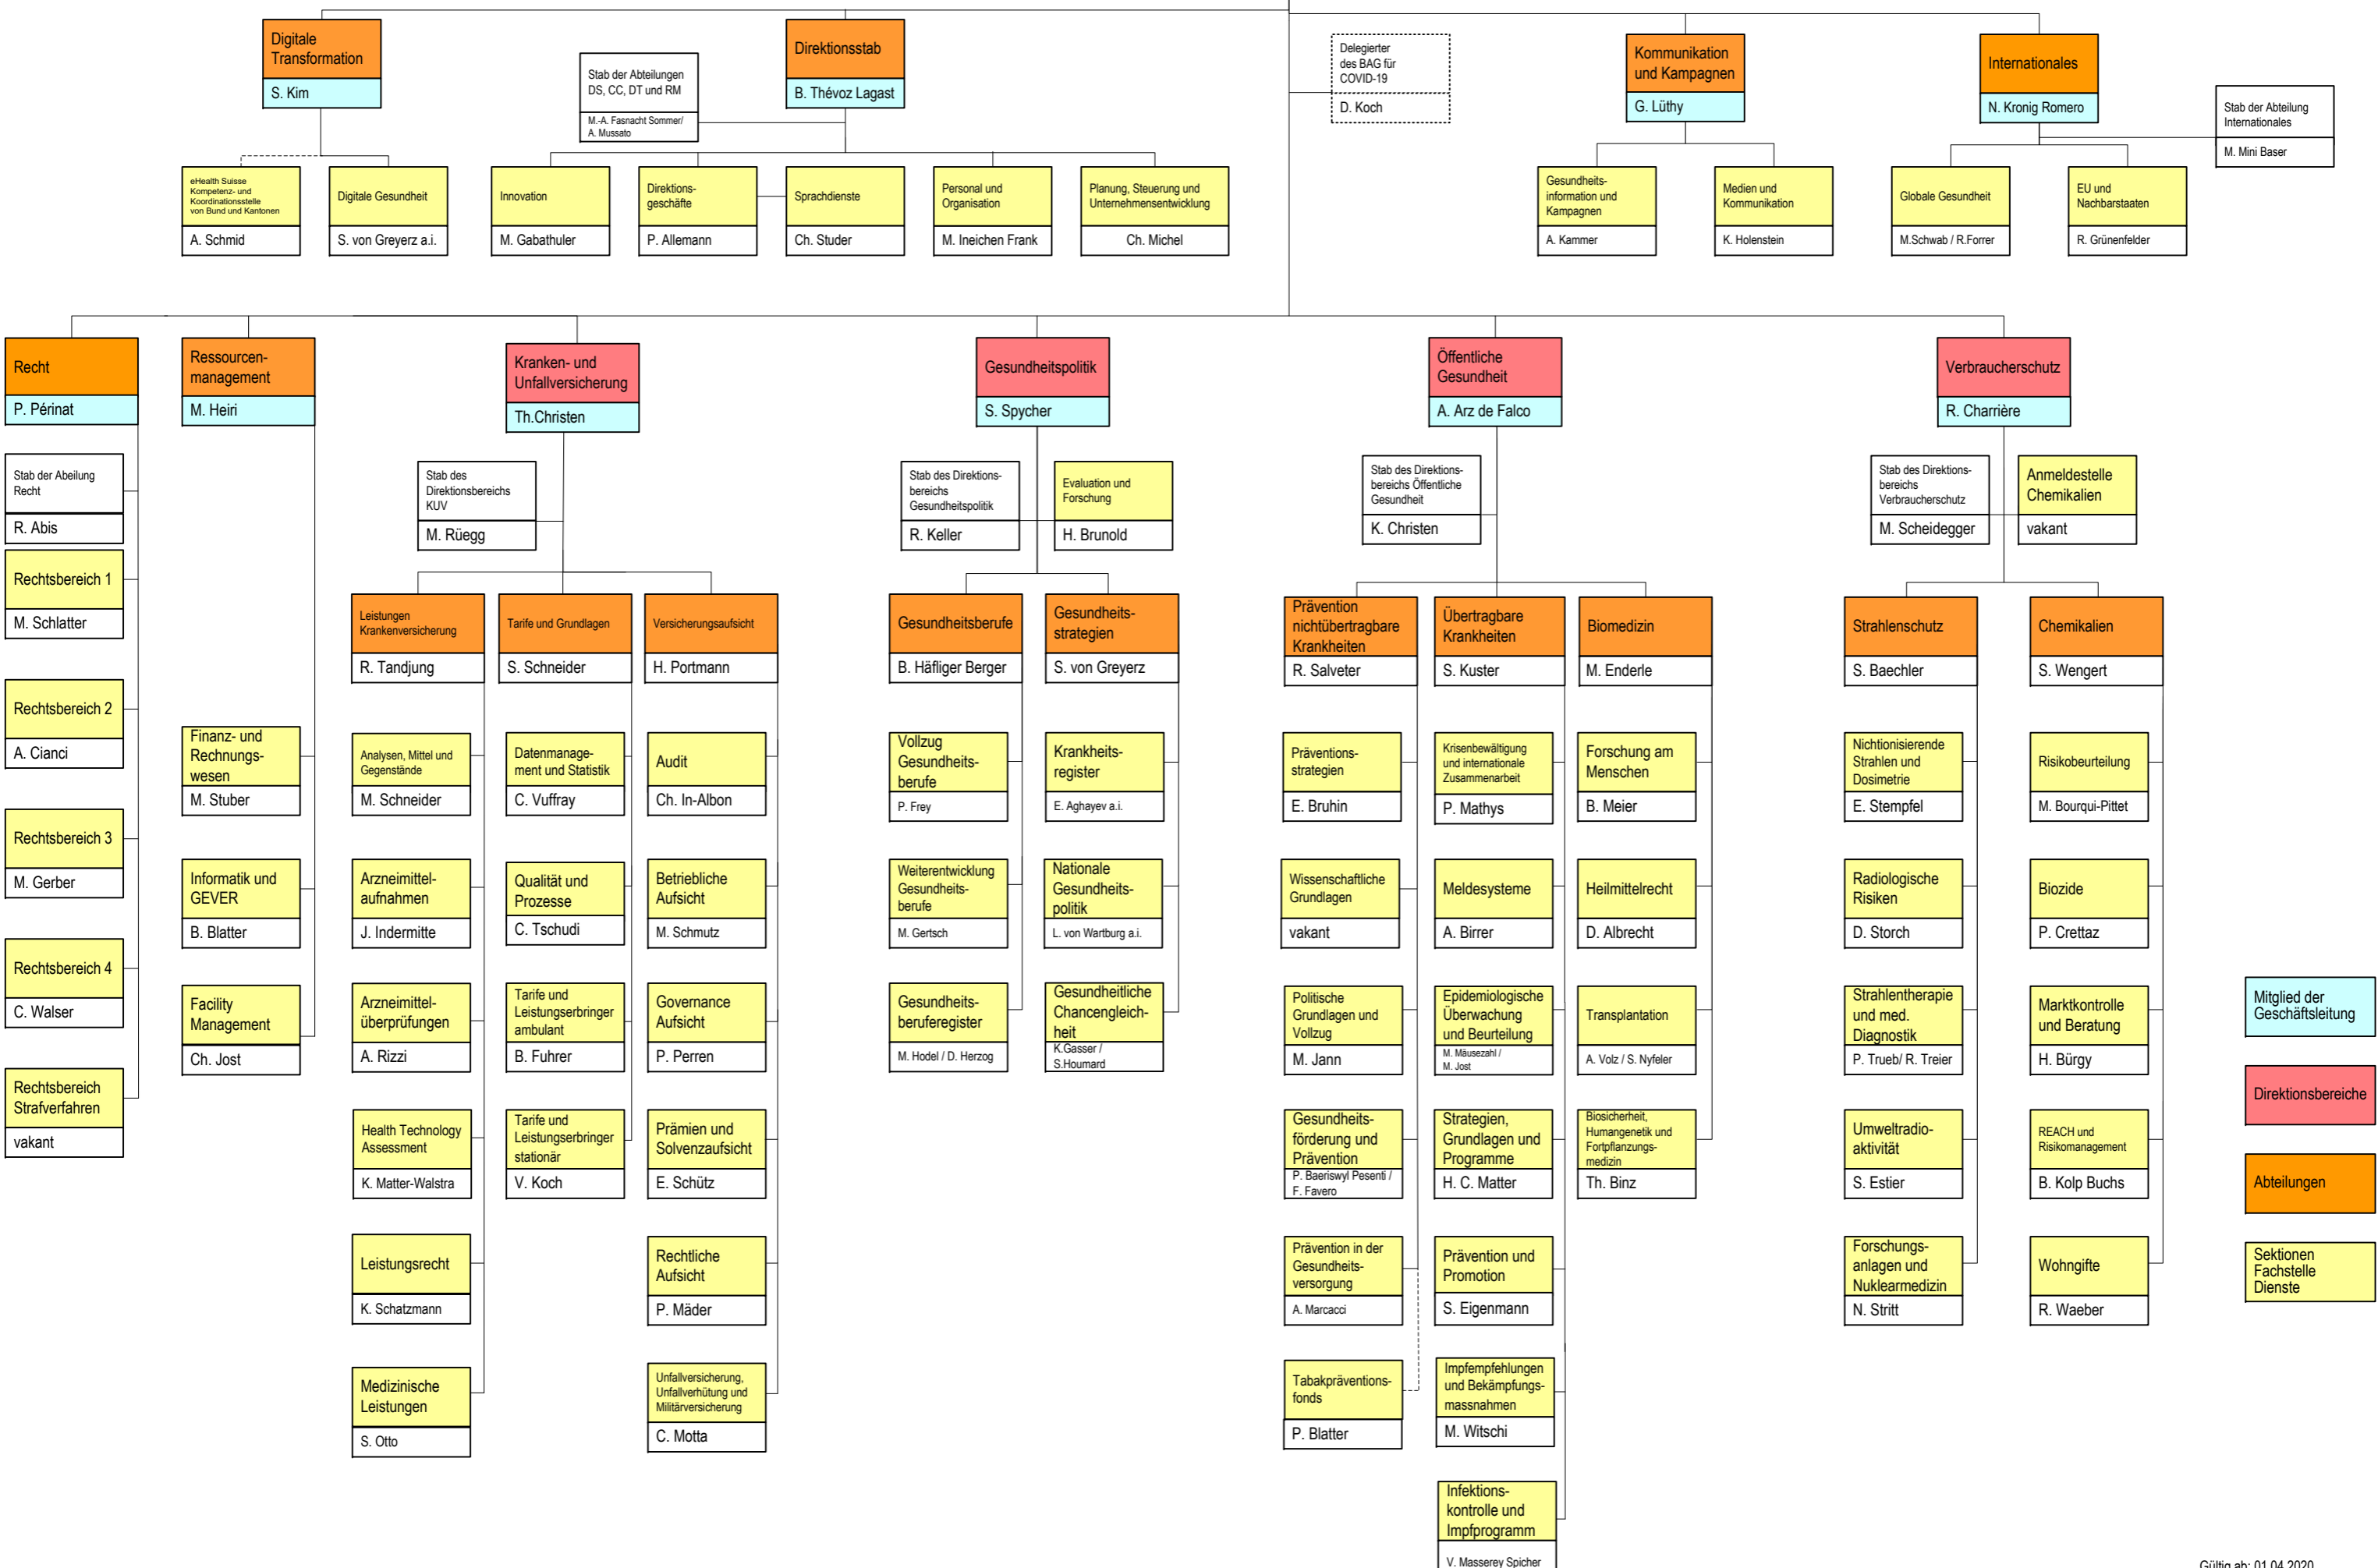 Digitale
Transformation
S. Kim
Direktionsstab
B. Thévoz Lagast
Stab der Abteilungen
DS, CC, DT und RM
M.-A. Fasnacht Sommer/
A. Mussato
Delegierter
des BAG für
COVID-19
D. Koch
Kommunikation
und Kampagnen
G. Lüthy
Internationales
N. Kronig Romero
Stab der Abteilung
Internationales
M. Mini Baser
eHealth Suisse
Kompetenz- und
Koordinationsstelle
von Bund und Kantonen
A. Schmid
Digitale Gesundheit
S. von Greyerz a.i.
Innovation
M. Gabathuler
Direktions-
geschäfte
P. Allemann
Sprachdienste
Ch. Studer
Personal und
Organisation
M. Ineichen Frank
Planung, Steuerung und
Unternehmensentwicklung
Ch. Michel
Gesundheits-
information und
Kampagnen
A. Kammer
Medien und
Kommunikation
K. Holenstein
Globale Gesundheit
M.Schwab / R.Forrer
EU und
Nachbarstaaten
R. Grünenfelder
Recht
P. Périnat
Ressourcen-
management
M. Heiri
Kranken- und
Unfallversicherung
Th.Christen
Gesundheitspolitik
S. Spycher
Öffentliche
Gesundheit
A. Arz de Falco
Verbraucherschutz
R. Charrière
Stab der Abeilung
Recht
R. Abis
Rechtsbereich 1
M. Schlatter
Rechtsbereich 2
A. Cianci
Rechtsbereich 3
M. Gerber
Rechtsbereich 4
C. Walser
Rechtsbereich
Strafverfahren
vakant
Finanz- und
Rechnungs-
wesen
M. Stuber
Informatik und
GEVER
B. Blatter
Facility
Management
Ch. Jost
Stab des
Direktionsbereichs
KUV
M. Rüegg
Leistungen
Krankenversicherung
R. Tandjung
Analysen, Mittel und
Gegenstände
M. Schneider
Arzneimittel-
aufnahmen
J. Indermitte
Arzneimittel-
überprüfungen
A. Rizzi
Health Technology
Assessment
K. Matter-Walstra
Leistungsrecht
K. Schatzmann
Medizinische
Leistungen
S. Otto
Tarife und Grundlagen
S. Schneider
Datenmanage-
ment und Statistik
C. Vuffray
Qualität und
Prozesse
C. Tschudi
Tarife und
Leistungserbringer
ambulant
B. Fuhrer
Tarife und
Leistungserbringer
stationär
V. Koch
Versicherungsaufsicht
H. Portmann
Audit
Ch. In-Albon
Betriebliche
Aufsicht
M. Schmutz
Governance
Aufsicht
P. Perren
Prämien und
Solvenzaufsicht
E. Schütz
Rechtliche
Aufsicht
P. Mäder
Unfallversicherung,
Unfallverhütung und
Militärversicherung
C. Motta
Stab des Direktions-
bereichs
Gesundheitspolitik
R. Keller
Evaluation und
Forschung
H. Brunold
Gesundheitsberufe
B. Häfliger Berger
Vollzug
Gesundheits-
berufe
P. Frey
Weiterentwicklung
Gesundheits-
berufe
M. Gertsch
Gesundheits-
beruferegister
M. Hodel / D. Herzog
Gesundheits-
strategien
S. von Greyerz
Krankheits-
register
E. Aghayev a.i.
Nationale
Gesundheits-
politik
L. von Wartburg a.i.
Gesundheitliche
Chancengleich-
heit
K.Gasser /
S.Houmard
Stab des Direktions-
bereichs Öffentliche
Gesundheit
K. Christen
Prävention
nichtübertragbare
Krankheiten
R. Salveter
Präventions-
strategien
E. Bruhin
Wissenschaftliche
Grundlagen
vakant
Politische
Grundlagen und
Vollzug
M. Jann
Gesundheits-
förderung und
Prävention
P. Baeriswyl Pesenti /
F. Favero
Prävention in der
Gesundheits-
versorgung
A. Marcacci
Tabakpräventions-
fonds
P. Blatter
Übertragbare
Krankheiten
S. Kuster
Krisenbewältigung
und internationale
Zusammenarbeit
P. Mathys
Meldesysteme
A. Birrer
Epidemiologische
Überwachung
und Beurteilung
M. Mäusezahl /
M. Jost
Strategien,
Grundlagen und
Programme
H. C. Matter
Prävention und
Promotion
S. Eigenmann
Impfempfehlungen
und Bekämpfungs-
massnahmen
M. Witschi
Infektions-
kontrolle und
Impfprogramm
V. Masserey Spicher
Biomedizin
M. Enderle
Forschung am
Menschen
B. Meier
Heilmittelrecht
D. Albrecht
Transplantation
A. Volz / S. Nyfeler
Biosicherheit,
Humangenetik und
Fortpflanzungs-
medizin
Th. Binz
Stab des Direktions-
bereichs
Verbraucherschutz
M. Scheidegger
Anmeldestelle
Chemikalien
vakant
Strahlenschutz
S. Baechler
Nichtionisierende
Strahlen und
Dosimetrie
E. Stempfel
Radiologische
Risiken
D. Storch
Strahlentherapie
und med.
Diagnostik
P. Trueb/ R. Treier
Umweltradio-
aktivität
S. Estier
Forschungs-
anlagen und
Nuklearmedizin
N. Stritt
Chemikalien
S. Wengert
Risikobeurteilung
M. Bourqui-Pittet
Biozide
P. Crettaz
Marktkontrolle
und Beratung
H. Bürgy
REACH und
Risikomanagement
B. Kolp Buchs
Wohngifte
R. Waeber
Mitglied der
Geschäftsleitung
Direktionsbereiche
Abteilungen
Sektionen
Fachstelle
Dienste
Gültig ab: 01.04.2020